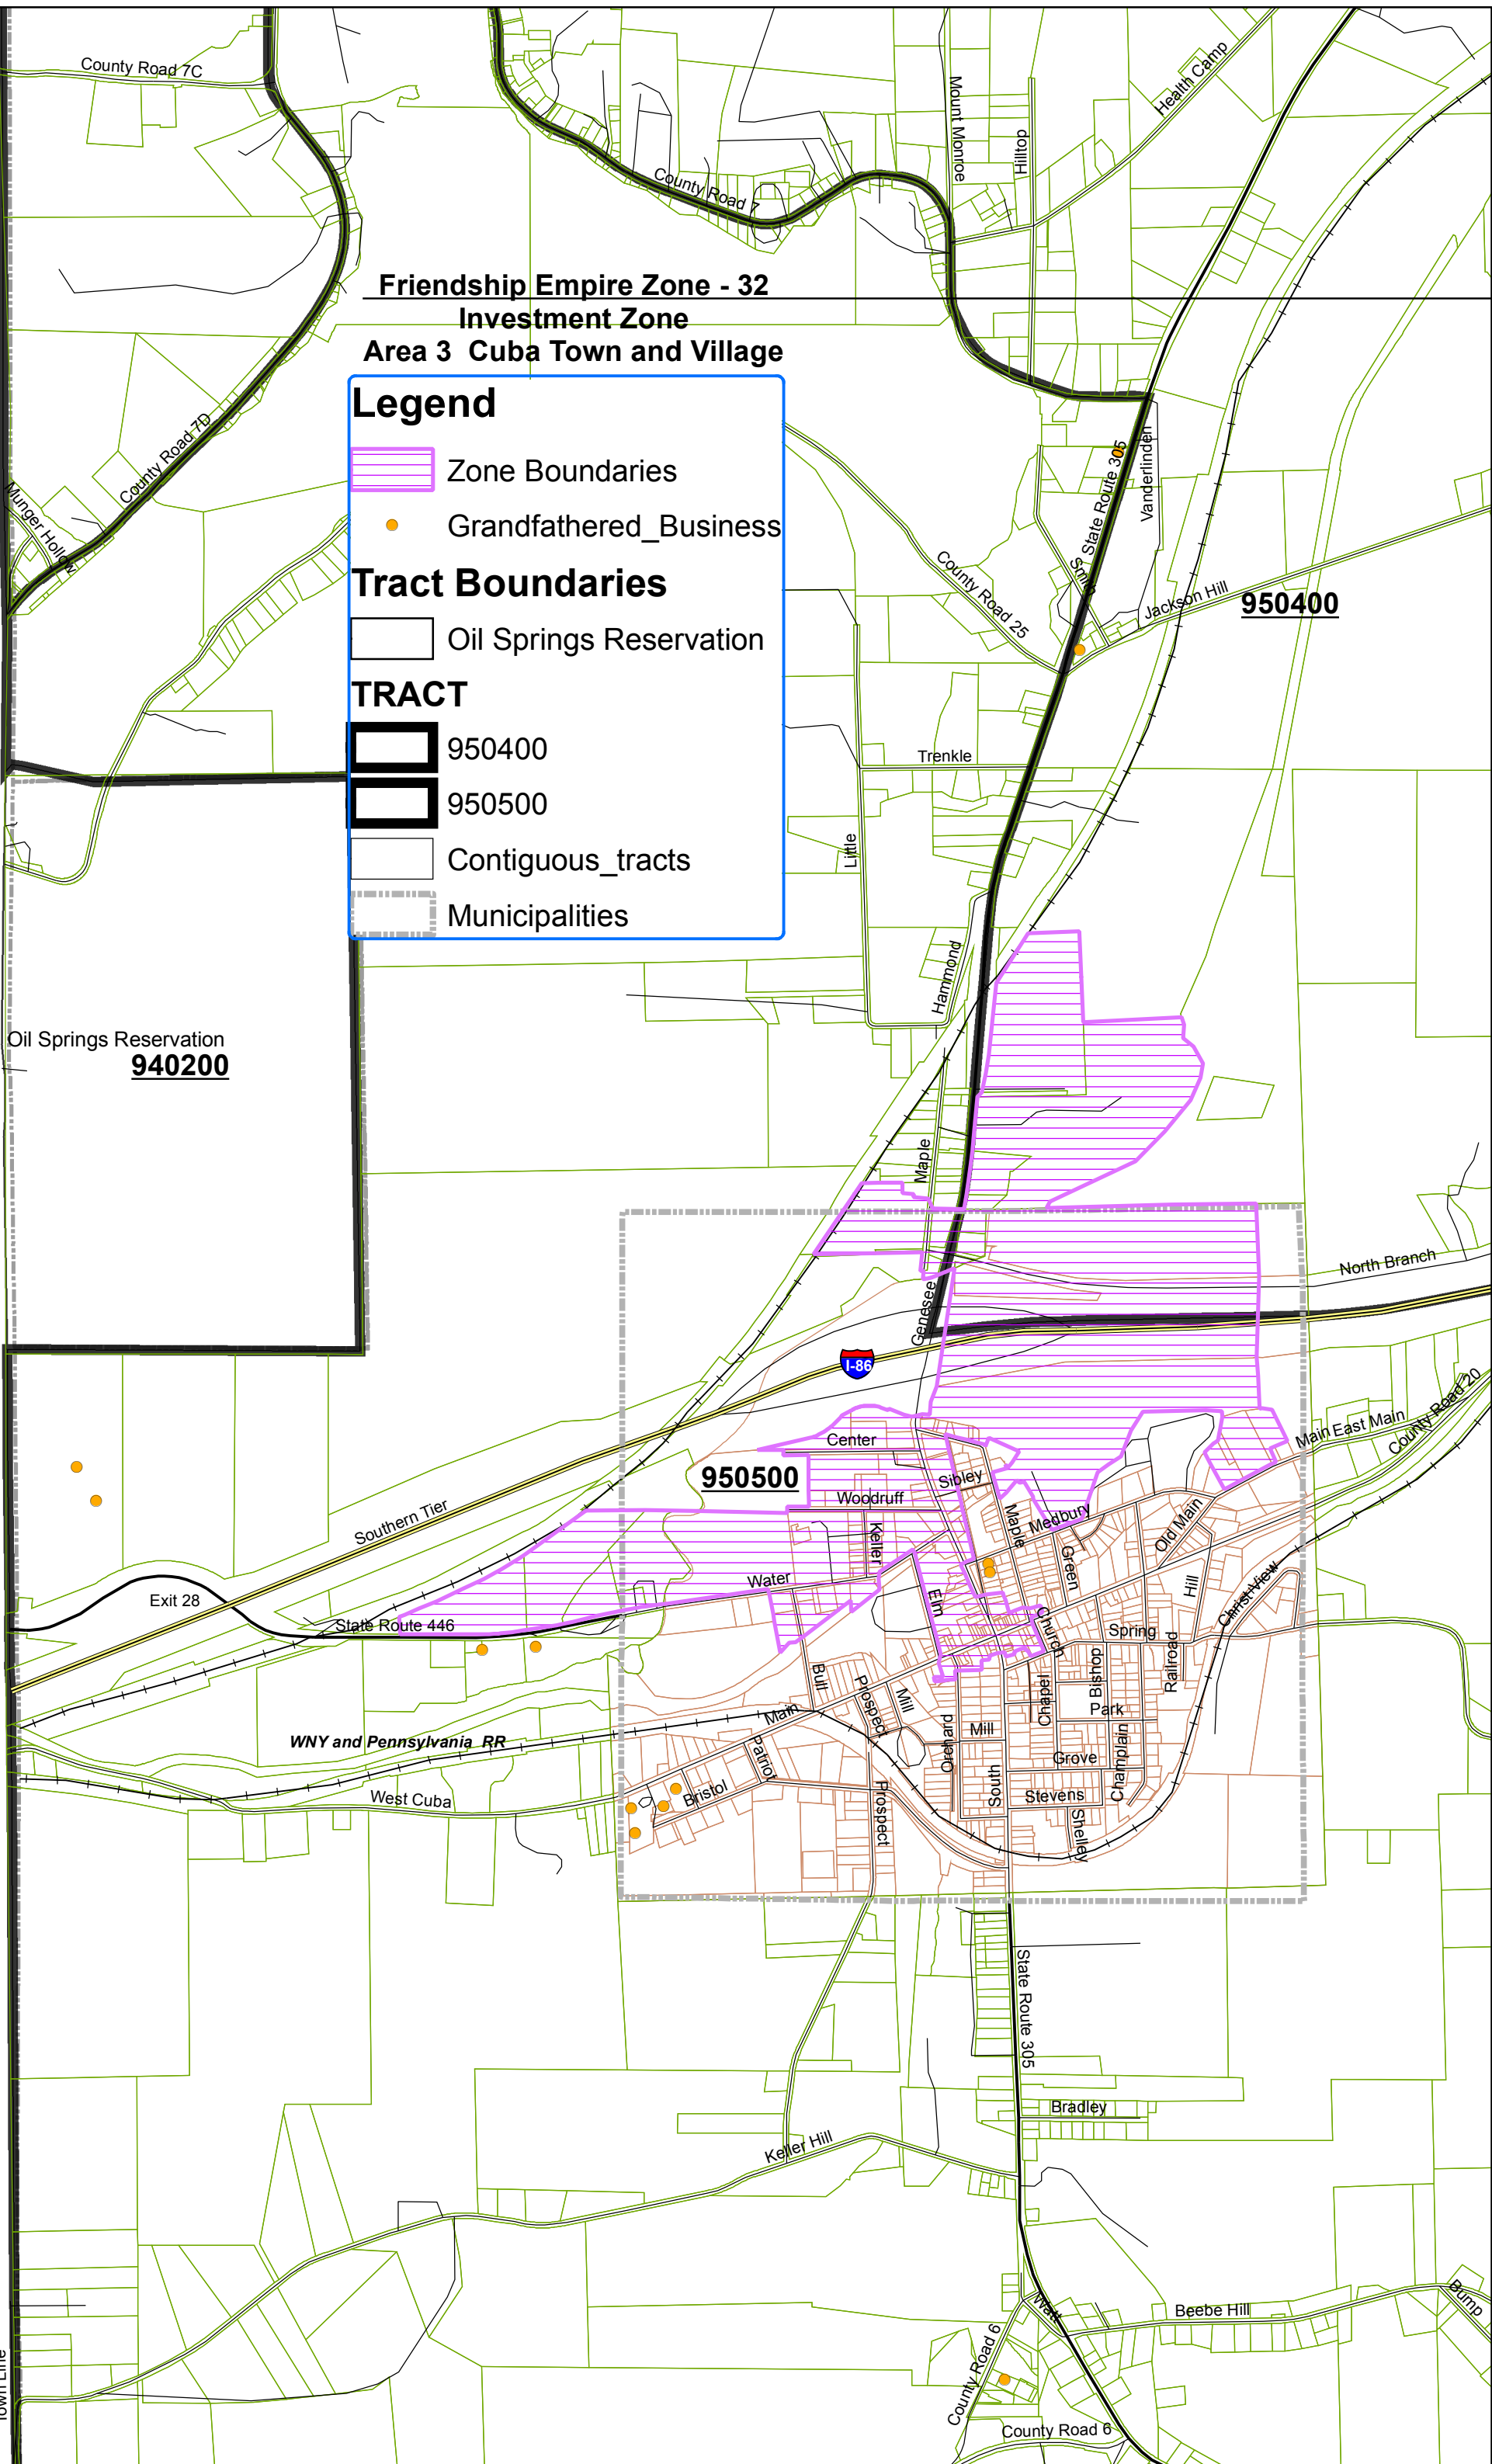 County Road 7C
Mount Monroe
Hilltop
Health Camp
County Road 7
Friendship Empire Zone - 32
Investment Zone
Area 3 Cuba Town and Village
Legend
Zone Boundaries
Grandfathered_Business
Tract Boundaries
Oil Springs Reservation
TRACT
950400
950500
Contiguous_tracts
Municipalities
County Road 7D
Munger Hollow
S State Route 305
Vanderlinden
Smith
County Road 25
Jackson Hill
950400
Trenkle
Little
Hammond
Oil Springs Reservation
940200
Maple
North Branch
Genesee
I-86
County Road 20
Main East Main
Center
950500
Sibley
Woodruff
Maple
Medbury
Old Main
Southern Tier
Keller
Green
Water
Hill
Christ View
Exit 28
Elm
State Route 446
Church
Spring
Railroad
Bull
Prospect
Mill
Chapel
Bishop
Park
Main
WNY and Pennsylvania RR
Patriot
Orchard
Mill
Grove
Champlain
Bristol
West Cuba
Prospect
South
Stevens
Shelley
State Route 305
Bradley
Keller Hill
Watt
Beebe Hill
Bump
County Road 6
County Road 6
Town Line